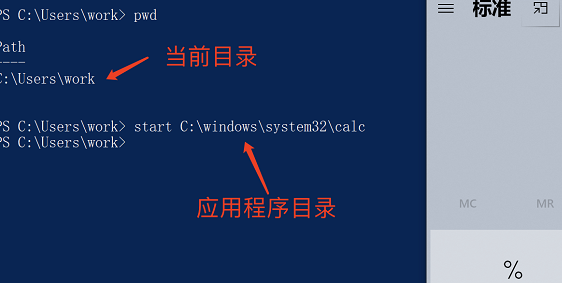 PS C:\Users\work> pwd
Path
----
C:\Users\work
当前目录
PS C:\Users\work> start C:\windows\system32\calc
PS C:\Users\work>
应用程序目录
标准
MC
MR
%